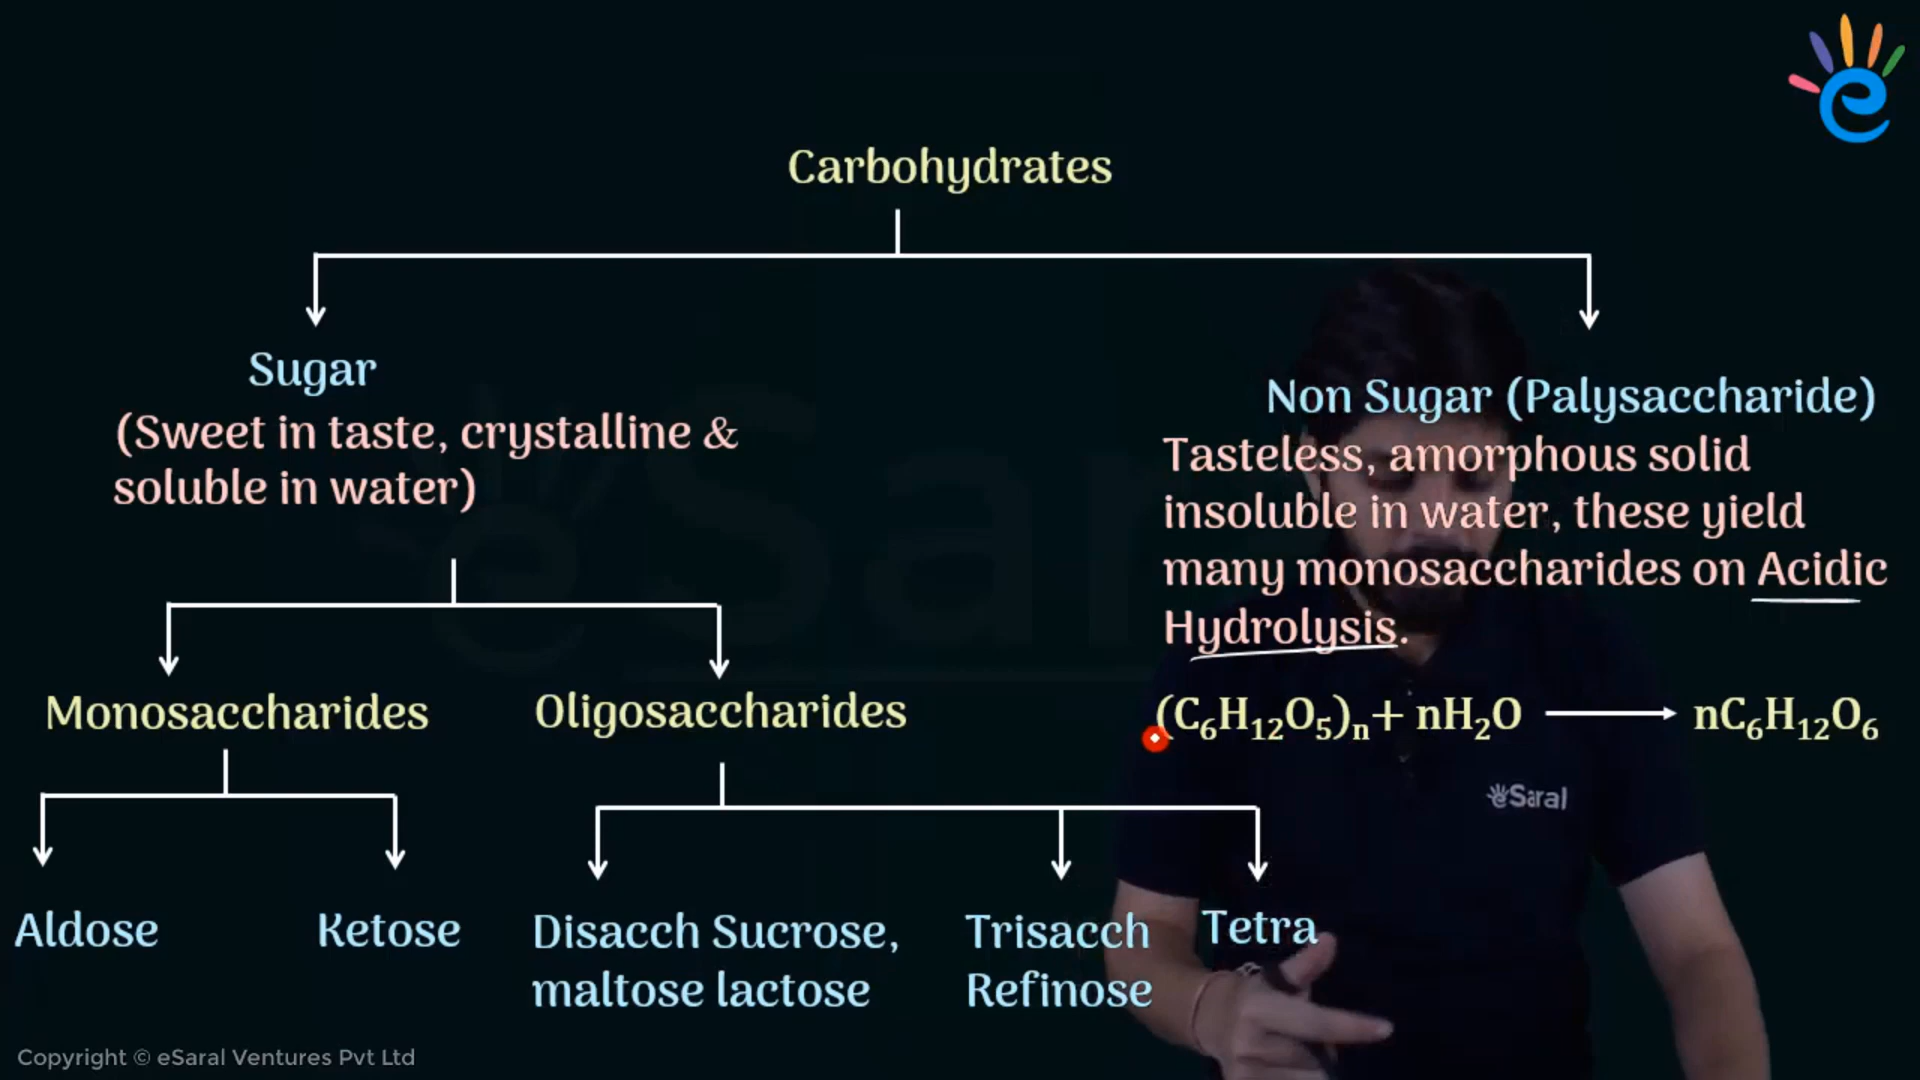 Carbohydrates
Sugar
(Sweet in taste, crystalline &
soluble in water)
Non Sugar (Palysaccharide)
Tasteless, amorphous solid
insoluble in water, these yield
many monosaccharides on Acidic
Hydrolysis.
(C₆H₁₂O₅)ₙ + nH₂O ⟶ nC₆H₁₂O₆
Monosaccharides
Oligosaccharides
Aldose
Ketose
Disacch Sucrose,
maltose lactose
Trisacch
Refinose
Tetra
eSaral
eSaral
Copyright © eSaral Ventures Pvt Ltd